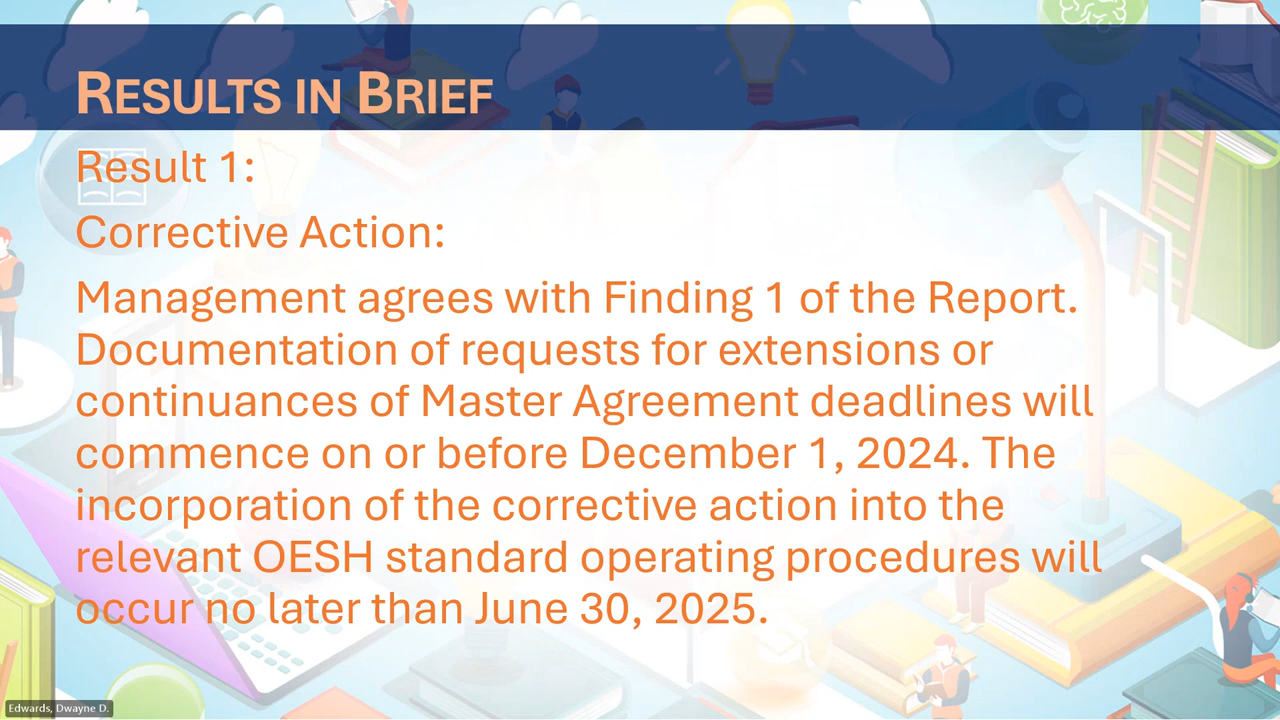 RESULTS IN BRIEF
Result 1:
Corrective Action:
Management agrees with Finding 1 of the Report.
Documentation of requests for extensions or
continuances of Master Agreement deadlines will
commence on or before December 1, 2024. The
incorporation of the corrective action into the
relevant OESH standard operating procedures will
occur no later than June 30, 2025.
Edwards, Dwayne D.